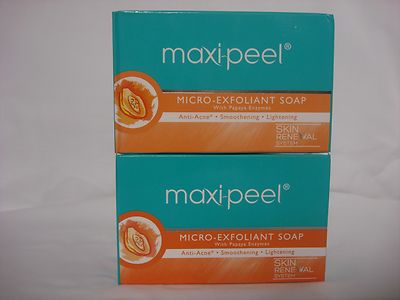 maxi-peel®
MICRO-EXFOLIANT SOAP
With Papaya Enzymes
Anti-Acne* • Smoothening • Lightening
SKIN
RENEWAL
SYSTEM
maxi-peel®
MICRO-EXFOLIANT SOAP
With Papaya Enzymes
Anti-Acne* • Smoothening • Lightening
SKIN
RENEWAL
SYSTEM